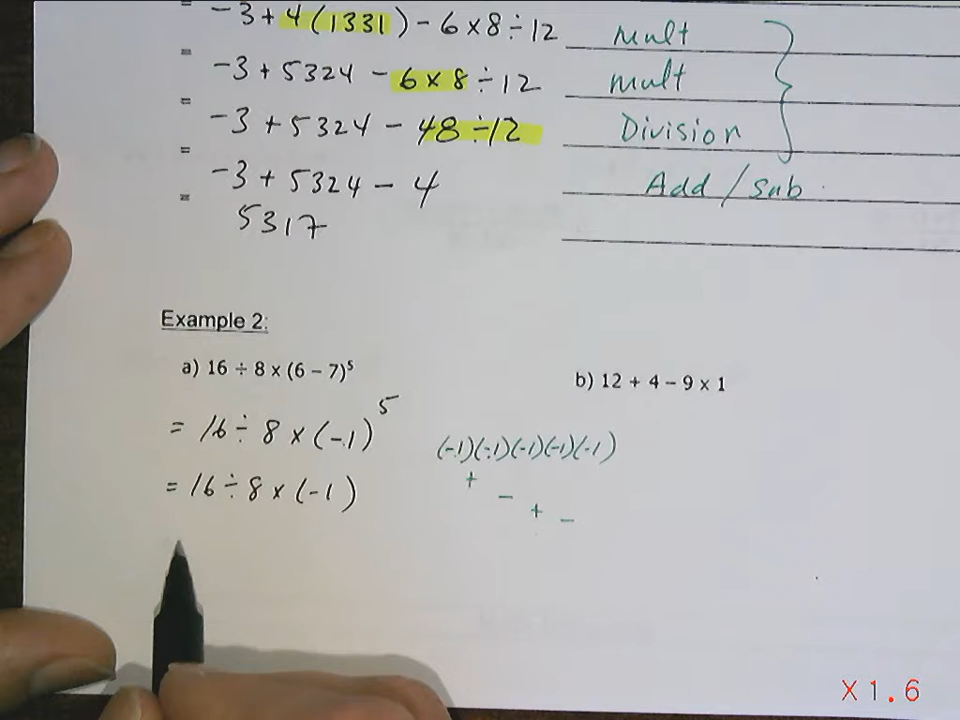 = -3 + 4 (1331) - 6 × 8 ÷ 12 mult
= -3 + 5324 - 6 × 8 ÷ 12 mult
= -3 + 5324 - 48 ÷ 12 Division
= -3 + 5324 - 4 Add / Sub.
= 5317
Example 2:
a) 16 ÷ 8 × (6 – 7)⁵
b) 12 + 4 – 9 × 1
= 16 ÷ 8 × (-1)⁵
(-1)(-1)(-1)(-1)(-1)
+ - + -
= 16 ÷ 8 × (-1)
X1.6